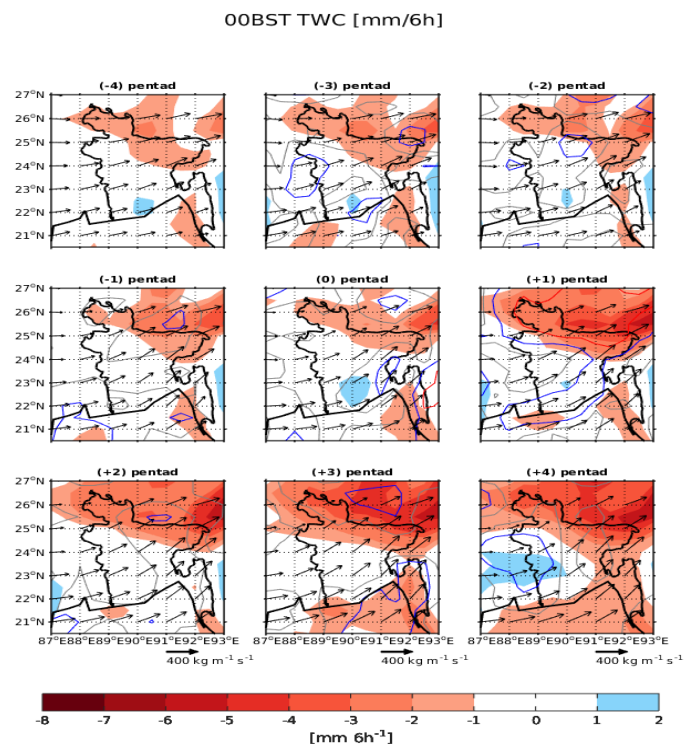 00BST TWC [mm/6h]
(-4) pentad
(-3) pentad
(-2) pentad
27°N
26°N
25°N
24°N
23°N
22°N
21°N
(-1) pentad
(0) pentad
(+1) pentad
27°N
26°N
25°N
24°N
23°N
22°N
21°N
(+2) pentad
(+3) pentad
(+4) pentad
27°N
26°N
25°N
24°N
23°N
22°N
21°N
87°E88°E89°E90°E91°E92°E93°E 87°E88°E89°E90°E91°E92°E93°E 87°E88°E89°E90°E91°E92°E93°E
400 kg m⁻¹ s⁻¹ 400 kg m⁻¹ s⁻¹ 400 kg m⁻¹ s⁻¹
-8 -7 -6 -5 -4 -3 -2 -1 0 1 2
[mm 6h⁻¹]